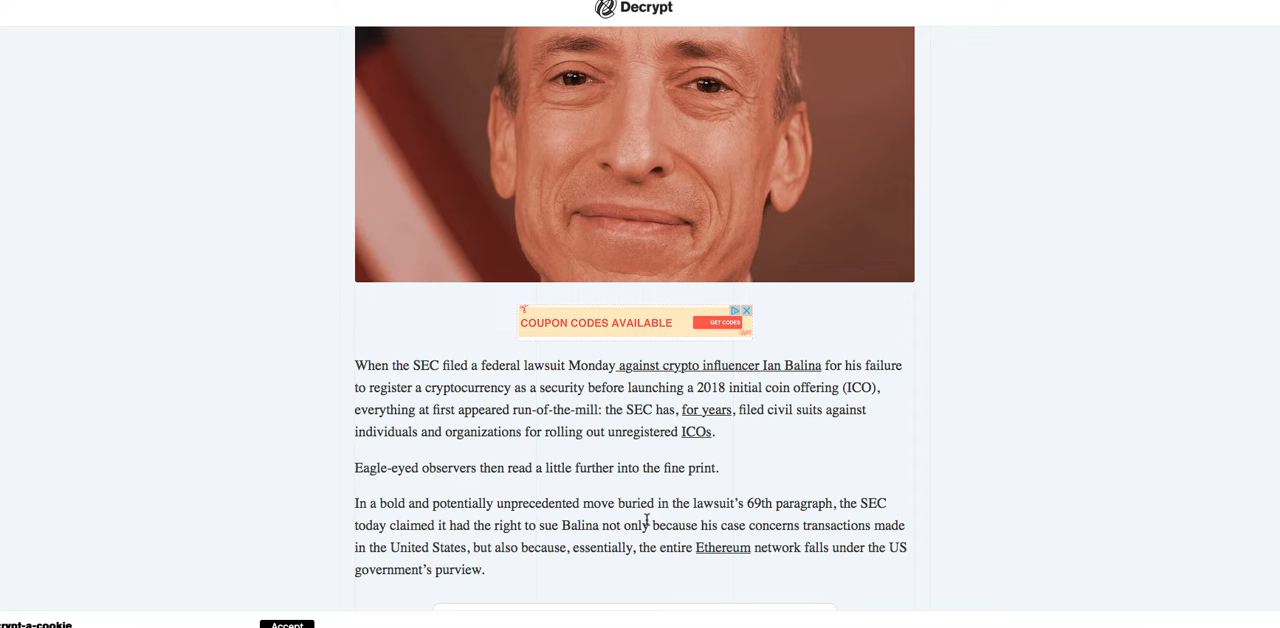 Decrypt
COUPON CODES AVAILABLE
GET CODES
When the SEC filed a federal lawsuit Monday against crypto influencer Ian Balina for his failure
to register a cryptocurrency as a security before launching a 2018 initial coin offering (ICO),
everything at first appeared run-of-the-mill: the SEC has, for years, filed civil suits against
individuals and organizations for rolling out unregistered ICOs.
Eagle-eyed observers then read a little further into the fine print.
In a bold and potentially unprecedented move buried in the lawsuit’s 69th paragraph, the SEC
today claimed it had the right to sue Balina not only because his case concerns transactions made
in the United States, but also because, essentially, the entire Ethereum network falls under the US
government’s purview.
crypt-a-cookie
Accept